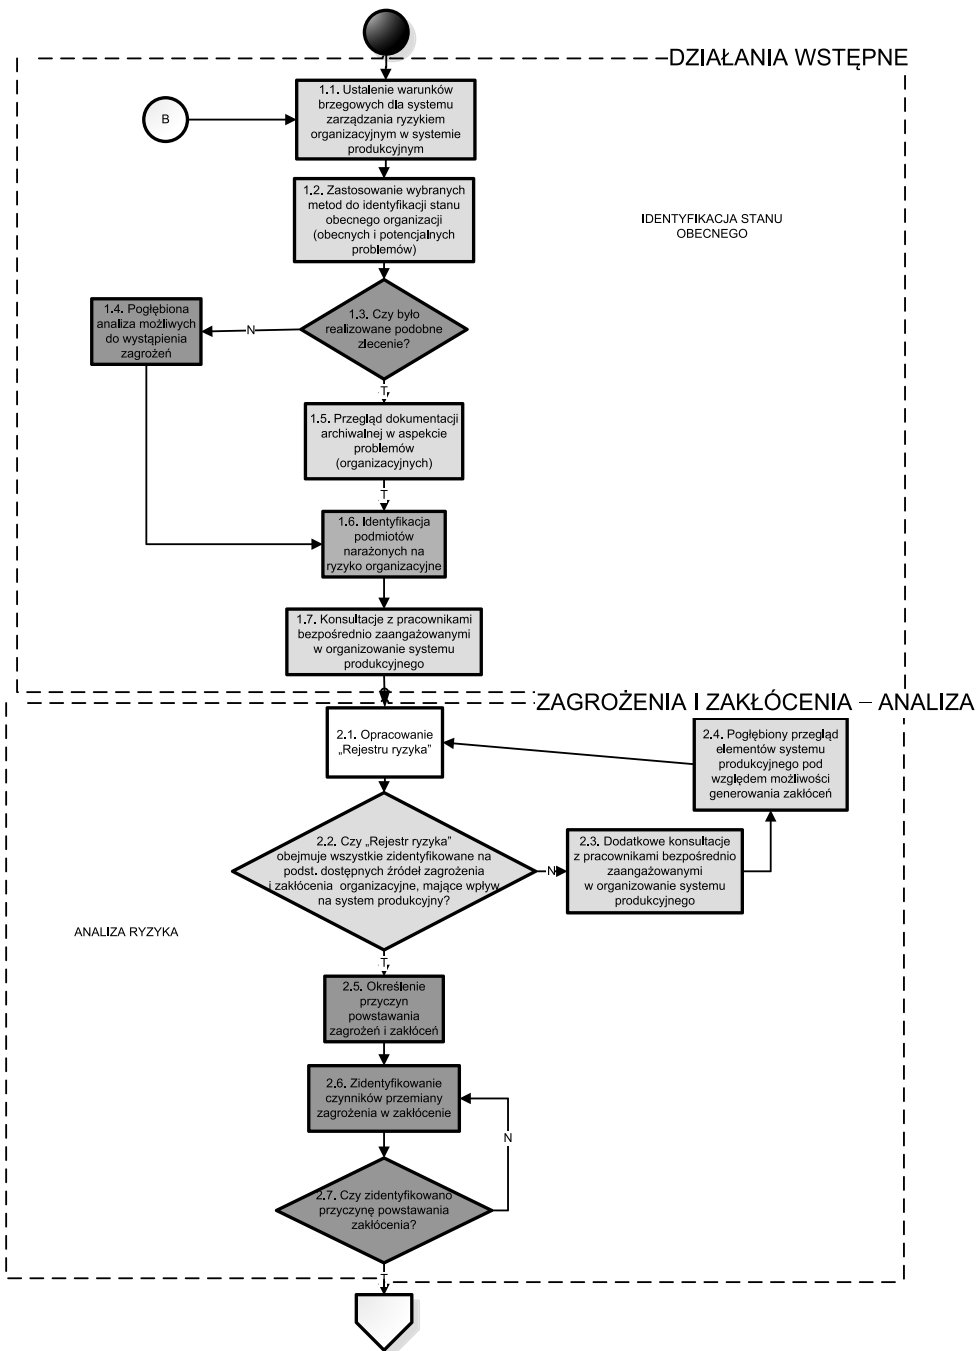 DZIAŁANIA WSTĘPNE
1.1. Ustalenie warunków
brzegowych dla systemu
zarządzania ryzykiem
organizacyjnym w systemie
produkcyjnym
B
1.2. Zastosowanie wybranych
metod do identyfikacji stanu
obecnego organizacji
(obecnych i potencjalnych
problemów)
IDENTYFIKACJA STANU
OBECNEGO
1.3. Czy było
realizowane podobne
zlecenie?
N
1.4. Pogłębiona
analiza możliwych
do wystąpienia
zagrożeń
T
1.5. Przegląd dokumentacji
archiwalnej w aspekcie
problemów
(organizacyjnych)
T
1.6. Identyfikacja
podmiotów
narażonych na
ryzyko organizacyjne
1.7. Konsultacje z pracownikami
bezpośrednio zaangażowanymi
w organizowanie systemu
produkcyjnego
ZAGROŻENIA I ZAKŁÓCENIA – ANALIZA
2.1. Opracowanie
„Rejestru ryzyka”
2.4. Pogłębiony przegląd
elementów systemu
produkcyjnego pod
względem możliwości
generowania zakłóceń
2.2. Czy „Rejestr ryzyka”
obejmuje wszystkie zidentyfikowane na
podst. dostępnych źródeł zagrożenia
i zakłócenia organizacyjne, mające wpływ
na system produkcyjny?
N
2.3. Dodatkowe konsultacje
z pracownikami bezpośrednio
zaangażowanymi
w organizowanie systemu
produkcyjnego
ANALIZA RYZYKA
T
2.5. Określenie
przyczyn
powstawania
zagrożeń i zakłóceń
2.6. Zidentyfikowanie
czynników przemiany
zagrożenia w zakłócenie
N
2.7. Czy zidentyfikowano
przyczynę powstawania
zakłócenia?
T